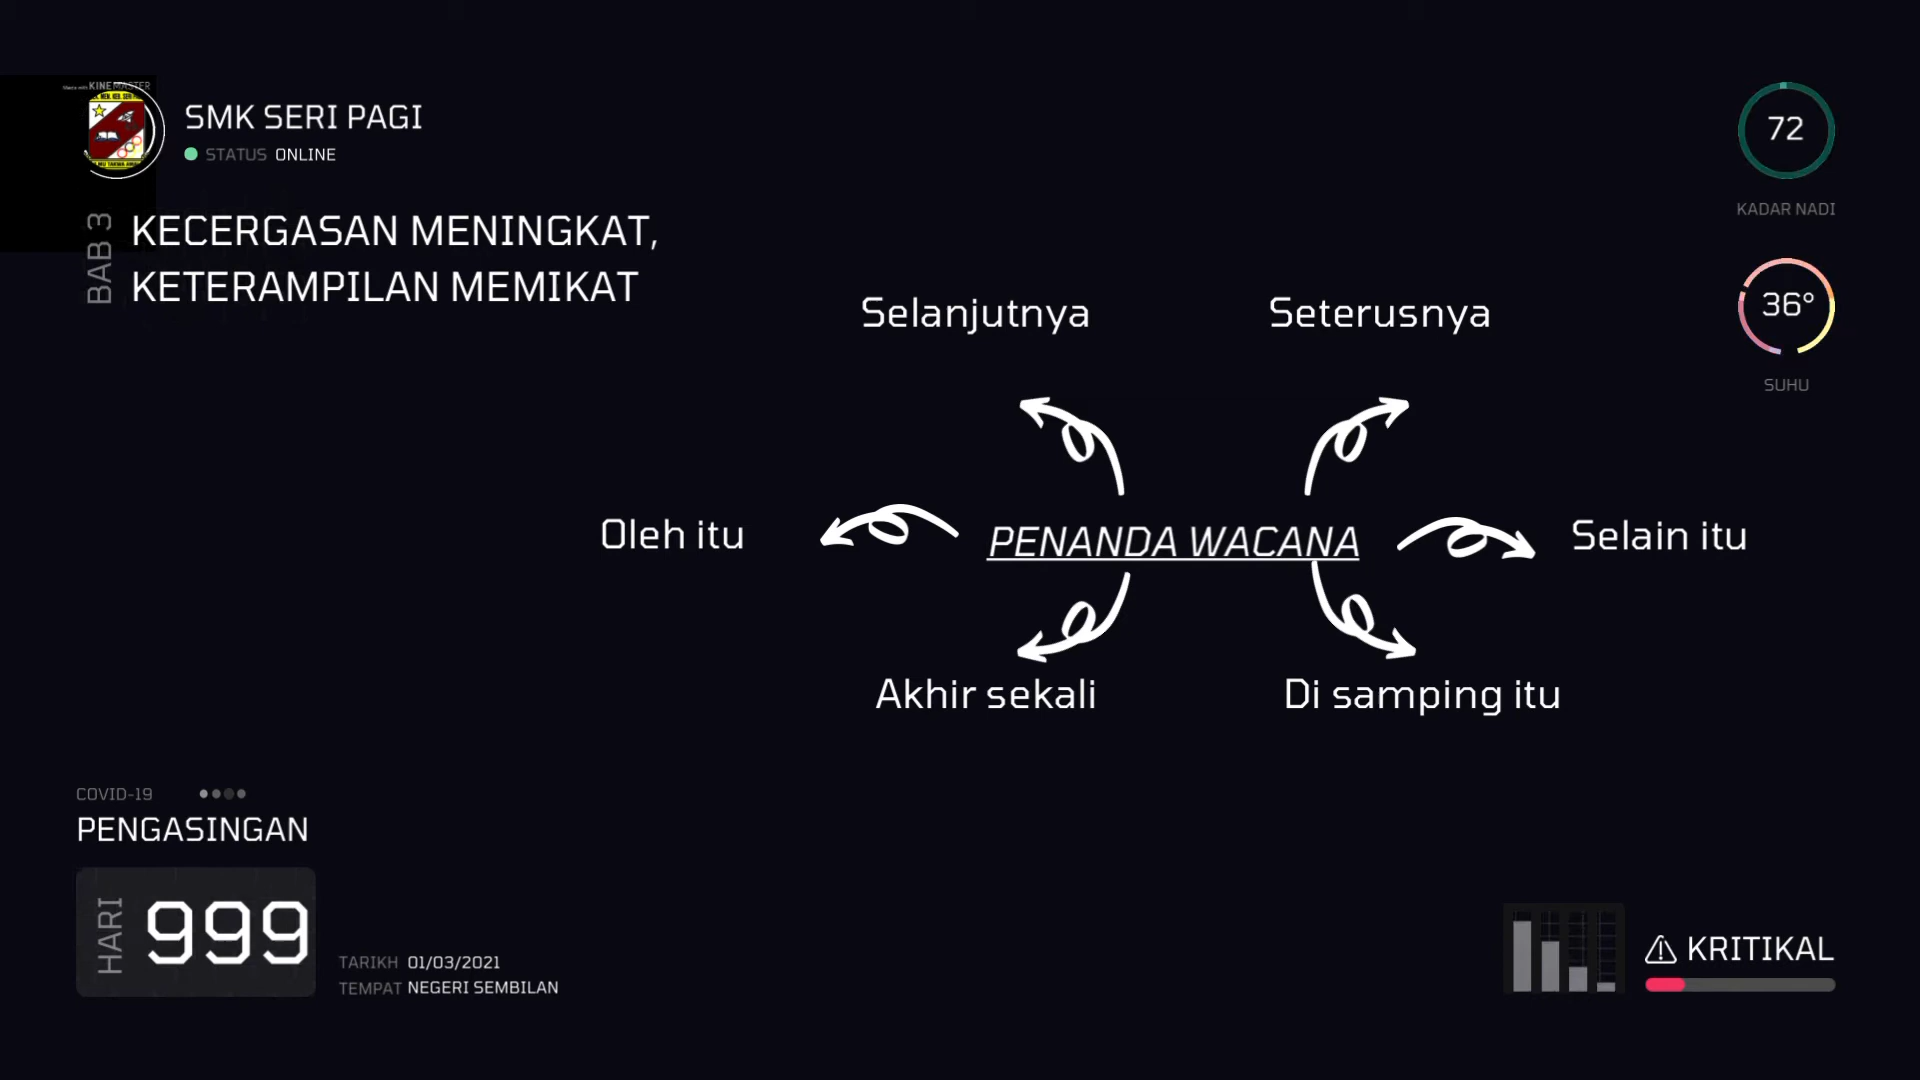 KINEMASTER
SMK SERI PAGI
STATUS ONLINE
BAB 3
KECERGASAN MENINGKAT,
KETERAMPILAN MEMIKAT
72
KADAR NADI
36°
SUHU
Selanjutnya
Seterusnya
Oleh itu
PENANDA WACANA
Selain itu
Akhir sekali
Di samping itu
COVID-19
PENGASINGAN
HARI
999
TARIKH 01/03/2021
TEMPAT NEGERI SEMBILAN
KRITIKAL